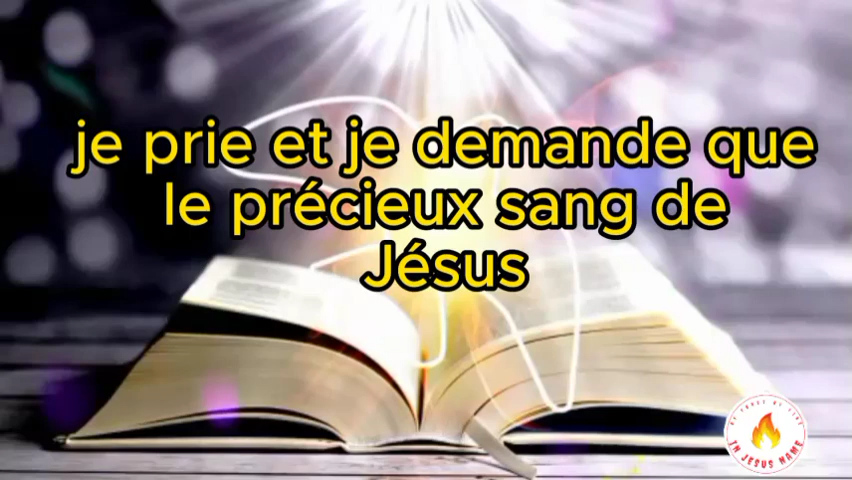 je prie et je demande que
le précieux sang de
Jésus
IN JESUS NAME